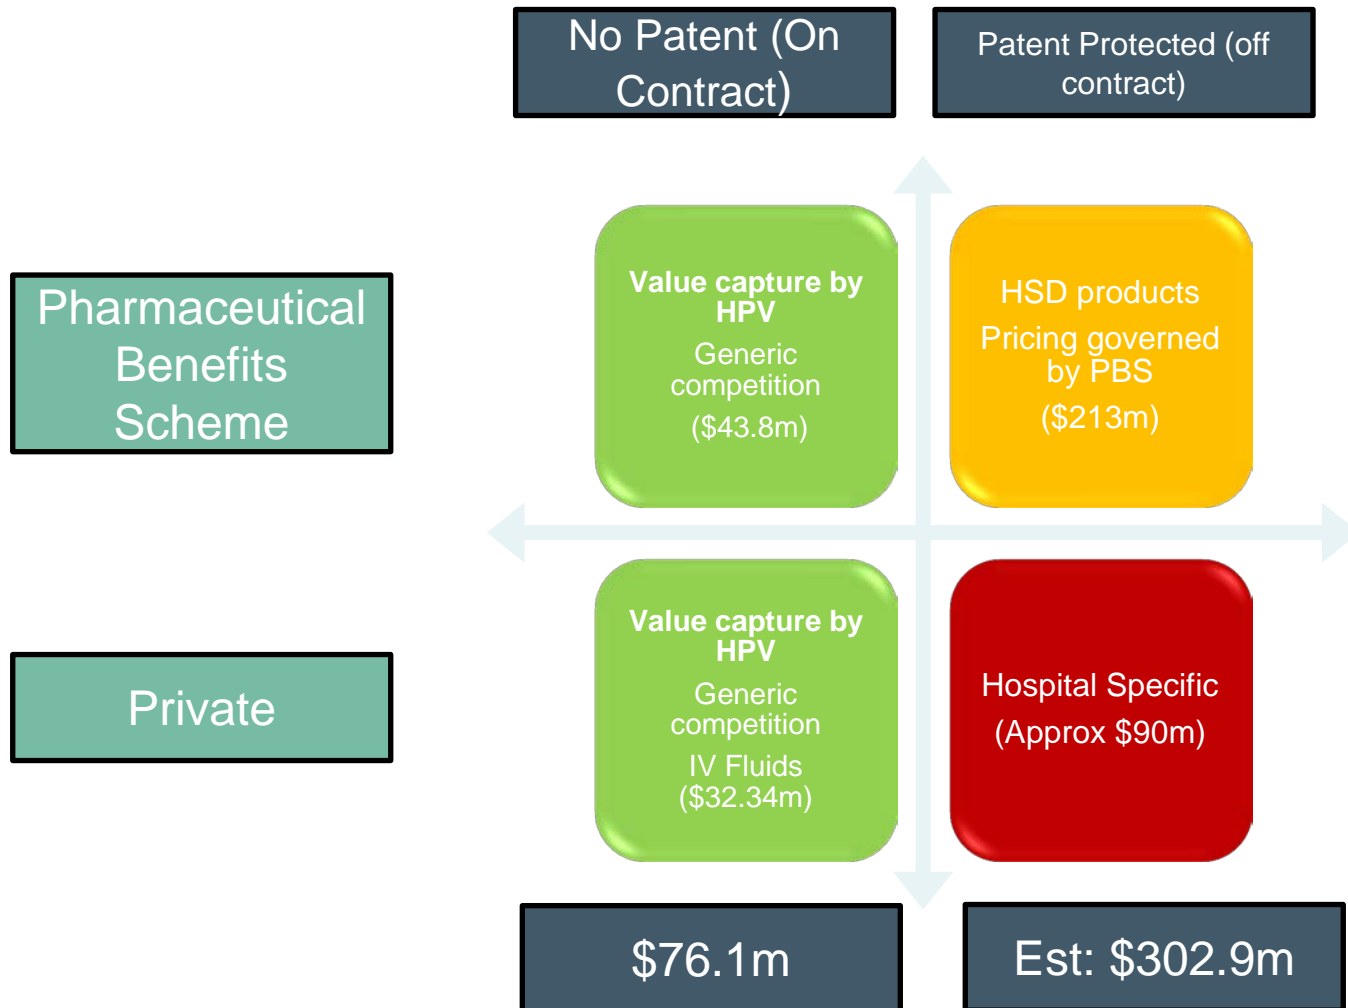 No Patent (On
Contract)
Patent Protected (off
contract)
Pharmaceutical
Benefits
Scheme
Value capture by
HPV
Generic
competition
($43.8m)
HSD products
Pricing governed
by PBS
($213m)
Private
Value capture by
HPV
Generic
competition
IV Fluids
($32.34m)
Hospital Specific
(Approx $90m)
$76.1m
Est: $302.9m